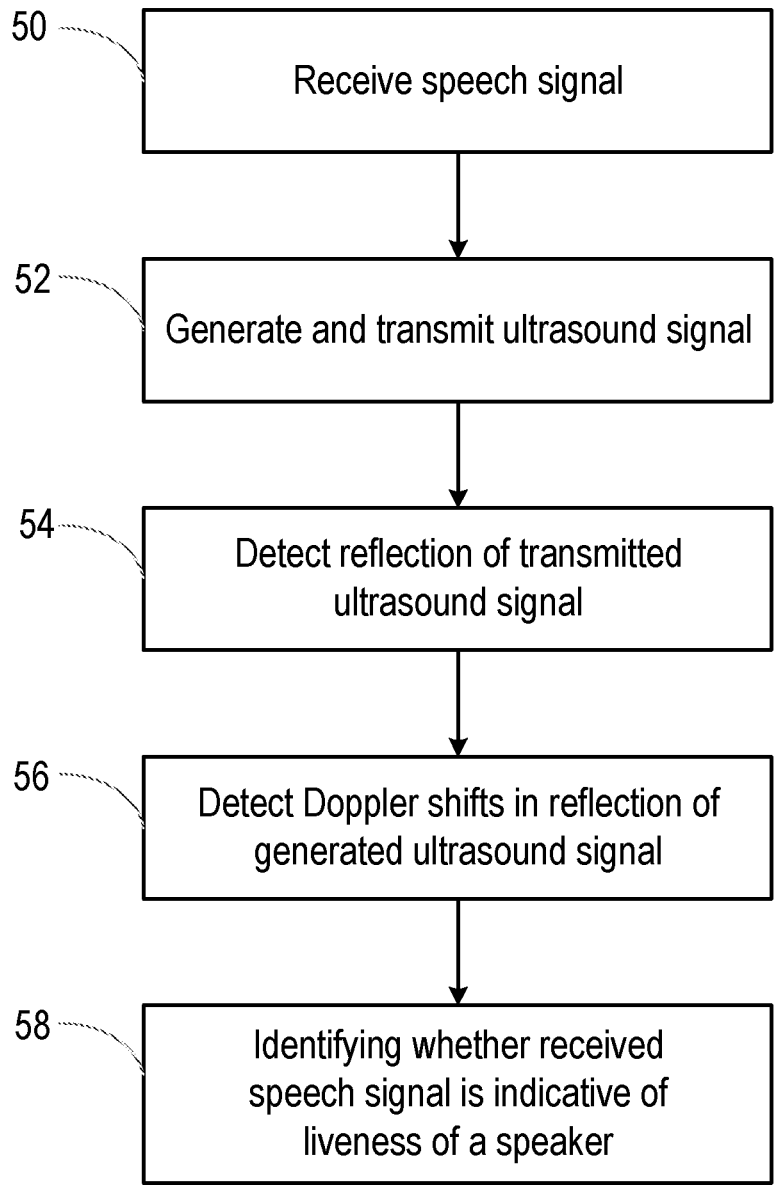 50
Receive speech signal
52
Generate and transmit ultrasound signal
54
Detect reflection of transmitted
ultrasound signal
56
Detect Doppler shifts in reflection of
generated ultrasound signal
58
Identifying whether received
speech signal is indicative of
liveness of a speaker